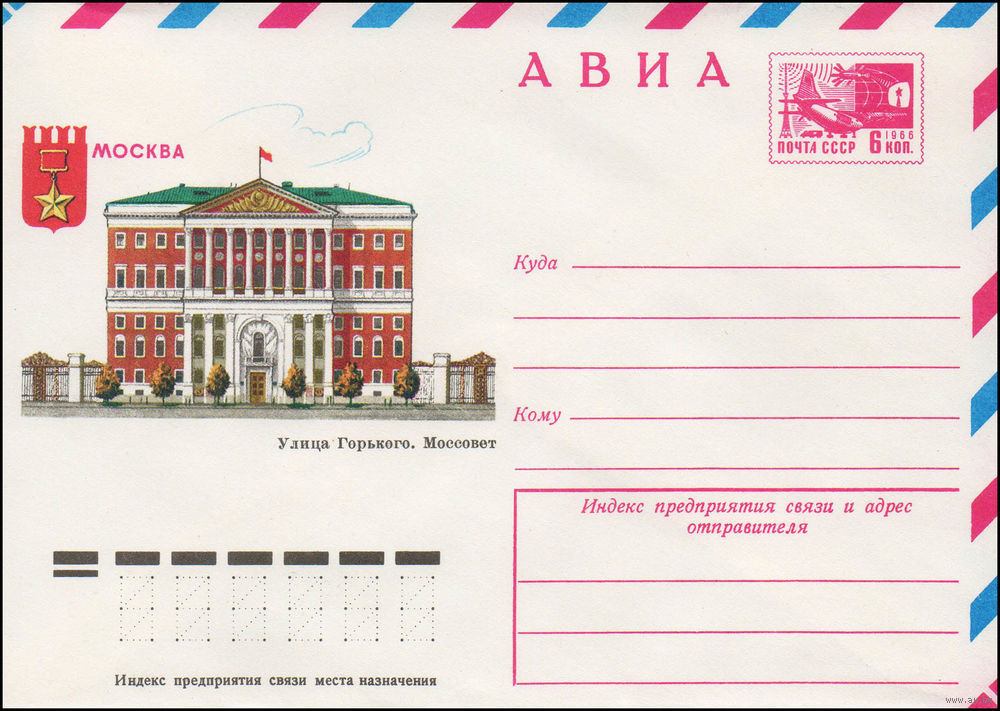 АВИА
1966
ПОЧТА СССР 6 КОП.
МОСКВА
Куда
Улица Горького. Моссовет
Кому
Индекс предприятия связи и адрес
отправителя
Индекс предприятия связи места назначения